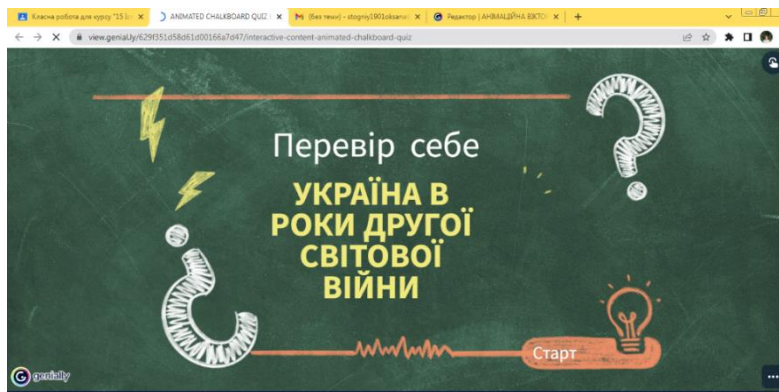 Класна робота для курсу "15 Іс
ANIMATED CHALKBOARD QUIZ
(без теми) - stogniy1901oksana
Редактор | АНІМАЦІЙНА ВІКТО
view.genial.ly/629f351d58d61d00166a7d47/interactive-content-animated-chalkboard-quiz
?
Перевір себе
УКРАЇНА В
РОКИ ДРУГОЇ
СВІТОВОЇ
ВІЙНИ
¿
Старт
genially